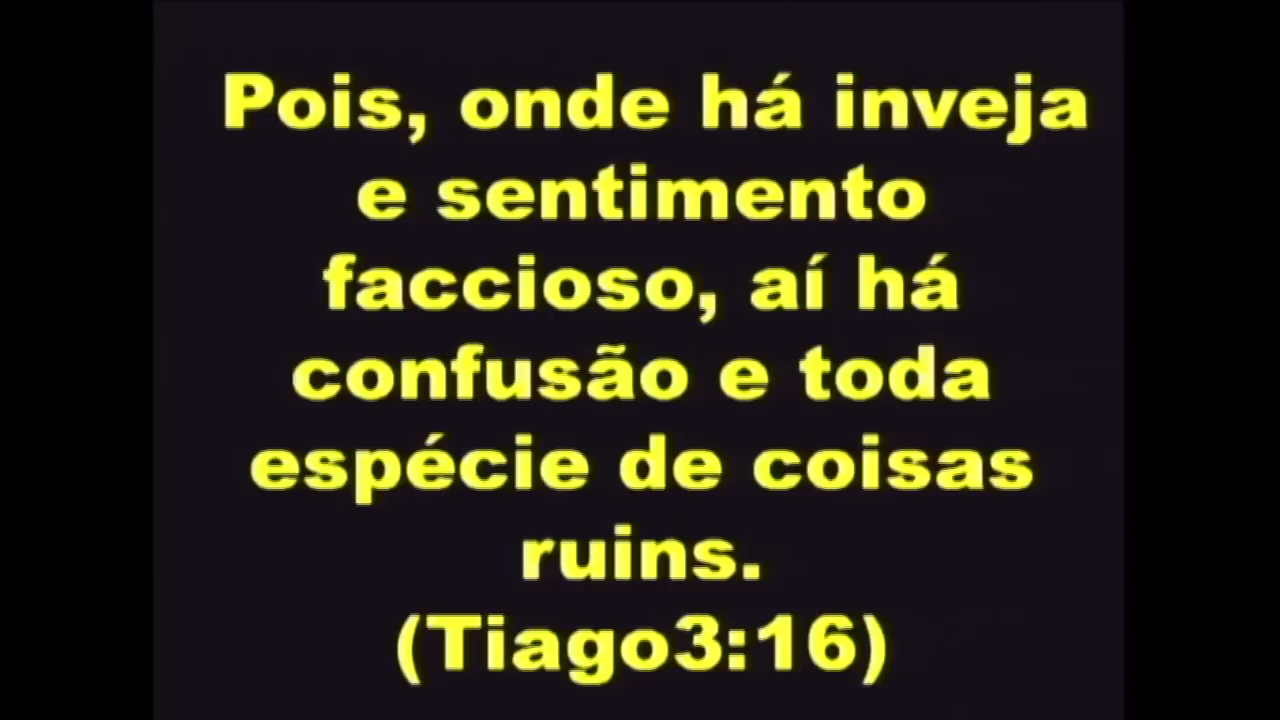 Pois, onde há inveja
e sentimento
faccioso, aí há
confusão e toda
espécie de coisas
ruins.
(Tiago3:16)